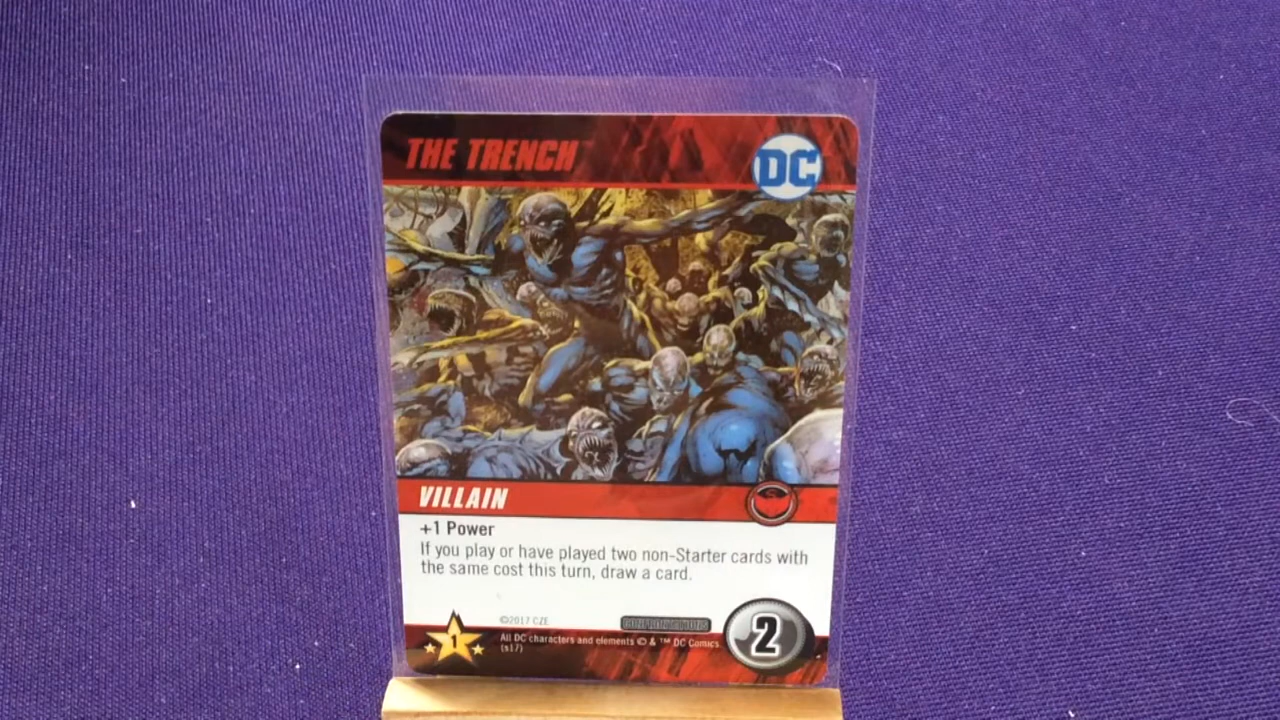 THE TRENCH
DC
VILLAIN
+1 Power
If you play or have played two non-Starter cards with
the same cost this turn, draw a card.
©2017 CZE
CONFRONTATIONS
1
All DC characters and elements © & ™ DC Comics.
(s17)
2